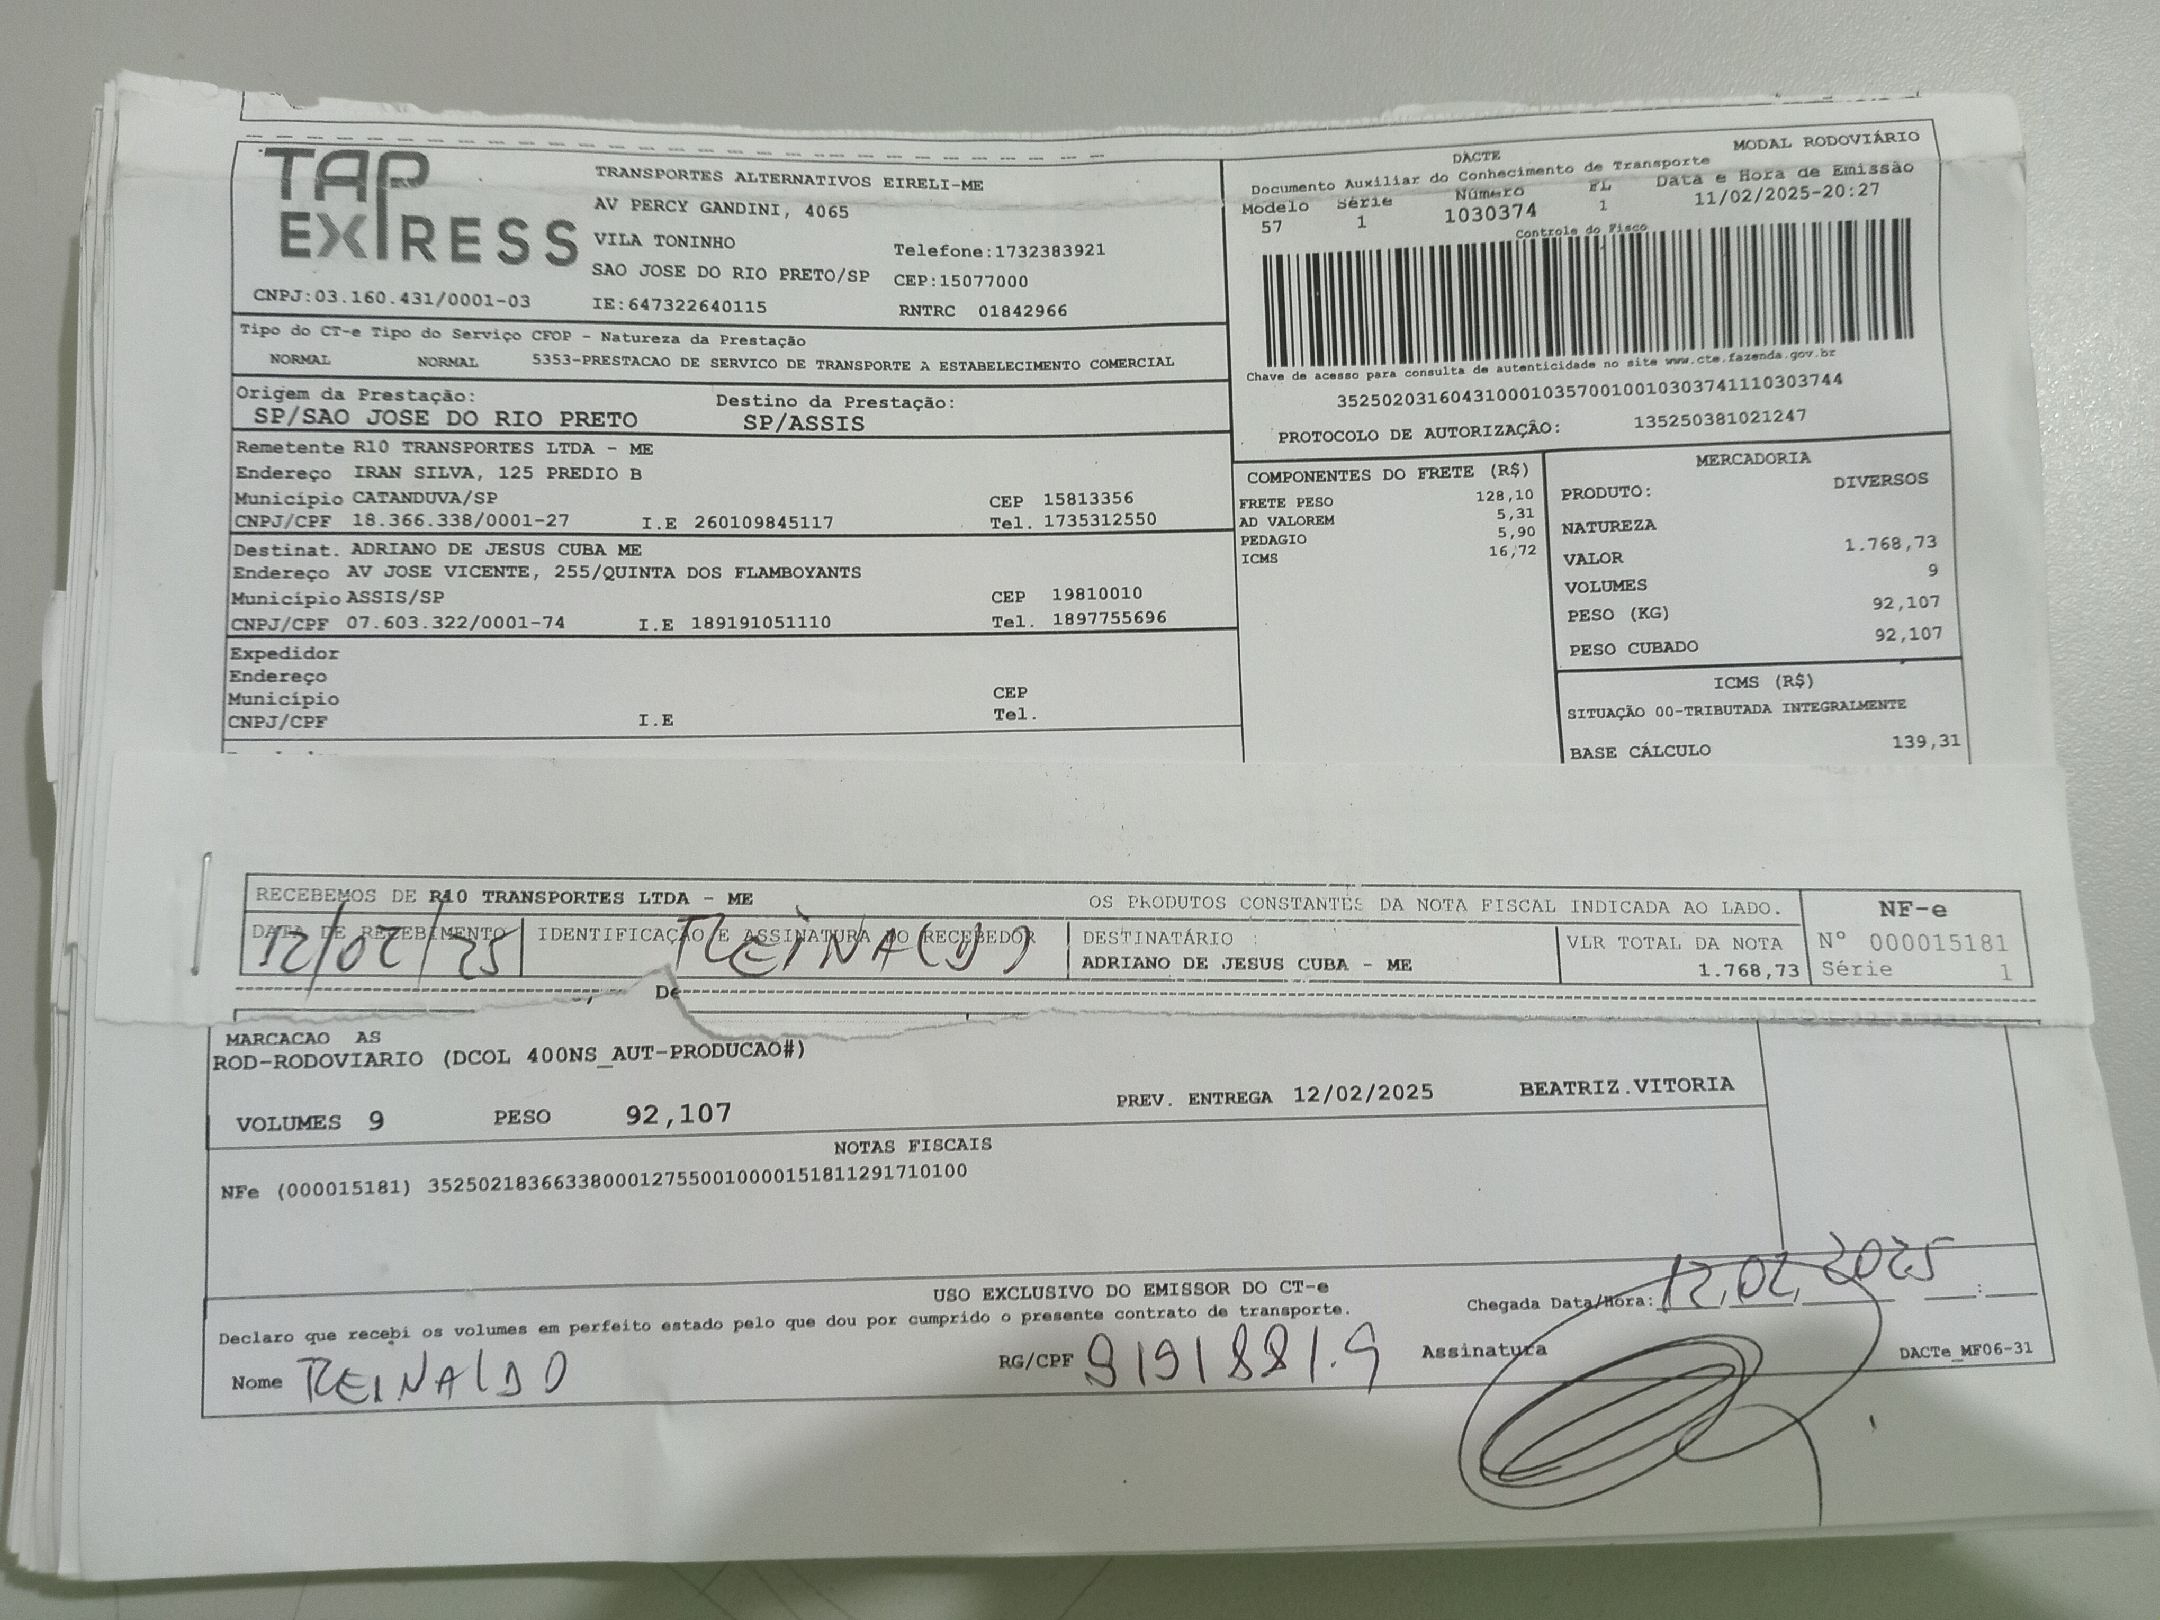 TAP EXPRESS
TRANSPORTES ALTERNATIVOS EIRELI-ME
AV PERCY GANDINI, 4065
VILA TONINHO
Telefone:1732383921
SAO JOSE DO RIO PRETO/SP CEP:15077000
CNPJ:03.160.431/0001-03 IE:647322640115 RNTRC 01842966
DACTE MODAL RODOVIÁRIO
Documento Auxiliar do Conhecimento de Transporte
Modelo Série Número FL Data e Hora de Emissão
57 1 1030374 1 11/02/2025-20:27
Controle do Fisco
Chave de acesso para consulta de autenticidade no site www.cte.fazenda.gov.br
35250203160431000103570010010303741110303744
PROTOCOLO DE AUTORIZAÇÃO: 135250381021247
Tipo do CT-e Tipo do Serviço CFOP - Natureza da Prestação
NORMAL NORMAL 5353-PRESTACAO DE SERVICO DE TRANSPORTE A ESTABELECIMENTO COMERCIAL
Origem da Prestação: Destino da Prestação:
SP/SAO JOSE DO RIO PRETO SP/ASSIS
Remetente R10 TRANSPORTES LTDA - ME
Endereço IRAN SILVA, 125 PREDIO B
Município CATANDUVA/SP CEP 15813356
CNPJ/CPF 18.366.338/0001-27 I.E 260109845117 Tel. 1735312550
Destinat. ADRIANO DE JESUS CUBA ME
Endereço AV JOSE VICENTE, 255/QUINTA DOS FLAMBOYANTS
Município ASSIS/SP CEP 19810010
CNPJ/CPF 07.603.322/0001-74 I.E 189191051110 Tel. 1897755696
Expedidor
Endereço
Município CEP
CNPJ/CPF I.E Tel.
COMPONENTES DO FRETE (R$)
FRETE PESO 128,10
AD VALOREM 5,31
PEDAGIO 5,90
ICMS 16,72
MERCADORIA
PRODUTO: DIVERSOS
NATUREZA
VALOR 1.768,73
VOLUMES 9
PESO (KG) 92,107
PESO CUBADO 92,107
ICMS (R$)
SITUAÇÃO 00-TRIBUTADA INTEGRALMENTE
BASE CÁLCULO 139,31
RECEBEMOS DE R10 TRANSPORTES LTDA - ME OS PRODUTOS CONSTANTES DA NOTA FISCAL INDICADA AO LADO.
DATA DE RECEBIMENTO IDENTIFICAÇÃO E ASSINATURA DO RECEBEDOR DESTINATÁRIO VLR TOTAL DA NOTA
12/02/25 REINALDO ADRIANO DE JESUS CUBA - ME 1.768,73
NF-e
Nº 000015181
Série 1
De
MARCACAO AS
ROD-RODOVIARIO (DCOL 400NS_AUT-PRODUCAO#)
VOLUMES 9 PESO 92,107 PREV. ENTREGA 12/02/2025 BEATRIZ.VITORIA
NOTAS FISCAIS
NFe (000015181) 35250218366338000127550010000151811291710100
USO EXCLUSIVO DO EMISSOR DO CT-e
Declaro que recebi os volumes em perfeito estado pelo que dou por cumprido o presente contrato de transporte.
Chegada Data/Hora: 12,02,2025 :
Nome REINALDO RG/CPF 9191881.9 Assinatura DACTe_MF06-31